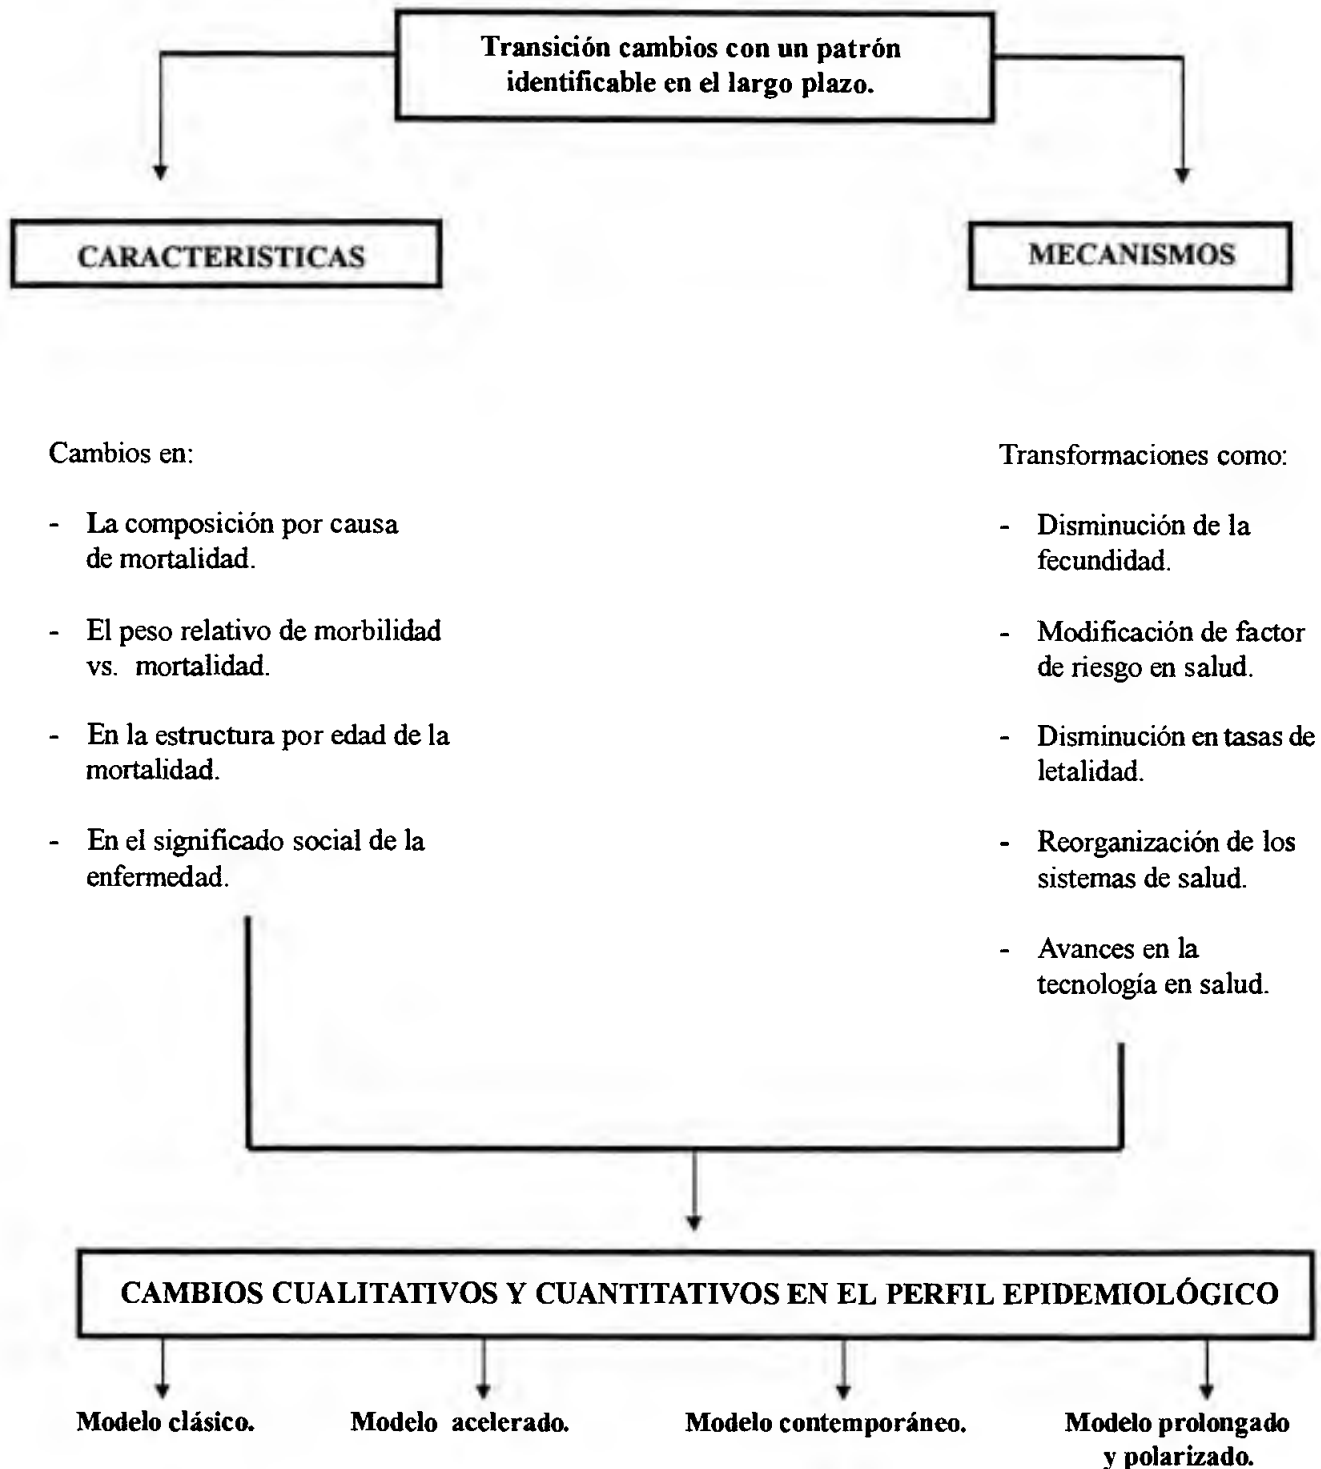 Transición cambios con un patrón
identificable en el largo plazo.
CARACTERISTICAS
MECANISMOS
Cambios en:
- La composición por causa
de mortalidad.
- El peso relativo de morbilidad
vs. mortalidad.
- En la estructura por edad de la
mortalidad.
- En el significado social de la
enfermedad.
Transformaciones como:
- Disminución de la
fecundidad.
- Modificación de factor
de riesgo en salud.
- Disminución en tasas de
letalidad.
- Reorganización de los
sistemas de salud.
- Avances en la
tecnología en salud.
CAMBIOS CUALITATIVOS Y CUANTITATIVOS EN EL PERFIL EPIDEMIOLÓGICO
Modelo clásico.
Modelo acelerado.
Modelo contemporáneo.
Modelo prolongado
y polarizado.